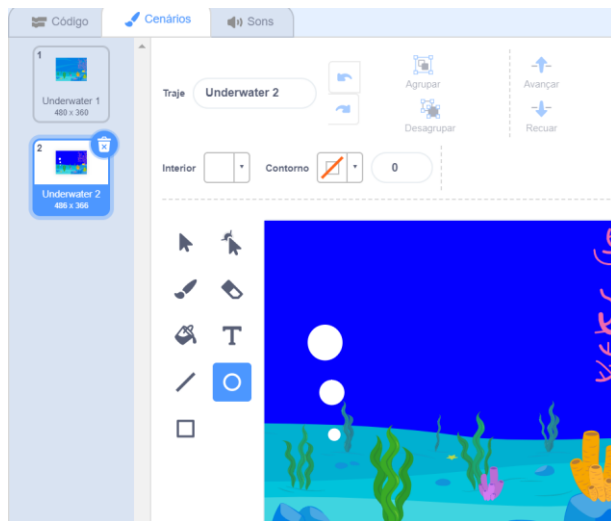 Código Cenários Sons
1
Underwater 1
480 x 360
2
Underwater 2
486 x 366
Traje Underwater 2
Agrupar
Desagrupar
Avançar
Recuar
Interior Contorno 0
T